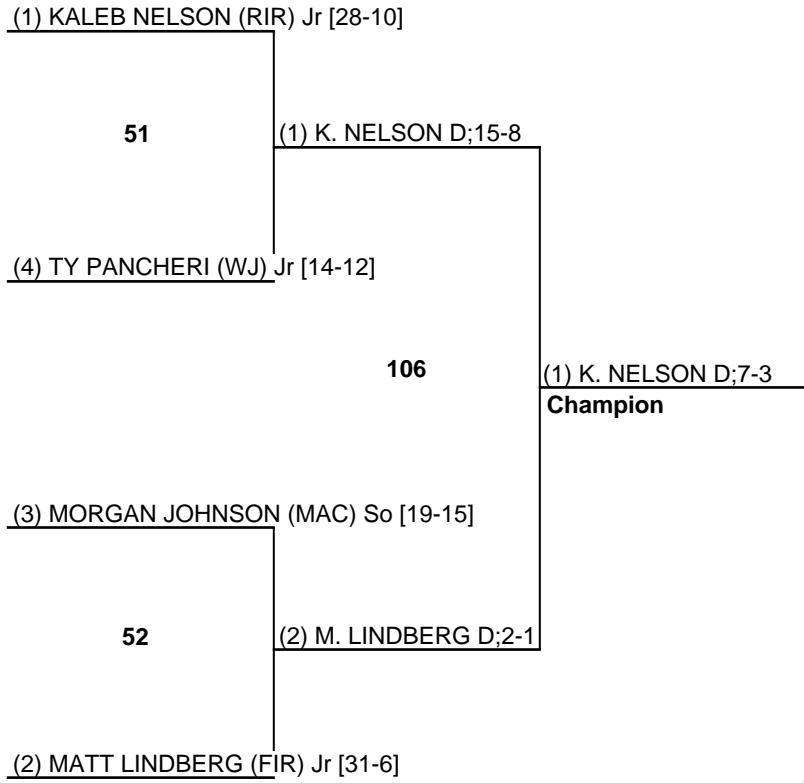 (1) KALEB NELSON (RIR) Jr [28-10]
51
(1) K. NELSON D;15-8
(4) TY PANCHERI (WJ) Jr [14-12]
106
(1) K. NELSON D;7-3
Champion
(3) MORGAN JOHNSON (MAC) So [19-15]
52
(2) M. LINDBERG D;2-1
(2) MATT LINDBERG (FIR) Jr [31-6]